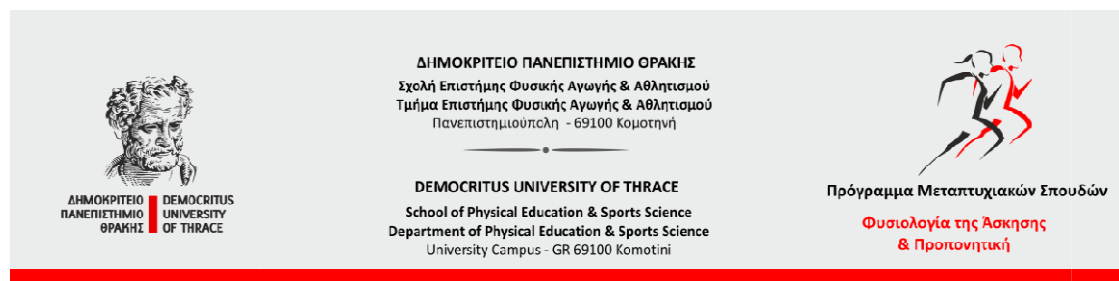 ΔΗΜΟΚΡΙΤΕΙΟ
ΠΑΝΕΠΙΣΤΗΜΙΟ
ΘΡΑΚΗΣ
DEMOCRITUS
UNIVERSITY
OF THRACE
ΔΗΜΟΚΡΙΤΕΙΟ ΠΑΝΕΠΙΣΤΗΜΙΟ ΘΡΑΚΗΣ
Σχολή Επιστήμης Φυσικής Αγωγής & Αθλητισμού
Τμήμα Επιστήμης Φυσικής Αγωγής & Αθλητισμού
Πανεπιστημιούπολη - 69100 Κομοτηνή
DEMOCRITUS UNIVERSITY OF THRACE
School of Physical Education & Sports Science
Department of Physical Education & Sports Science
University Campus - GR 69100 Komotini
Πρόγραμμα Μεταπτυχιακών Σπουδών
Φυσιολογία της Άσκησης
& Προπονητική